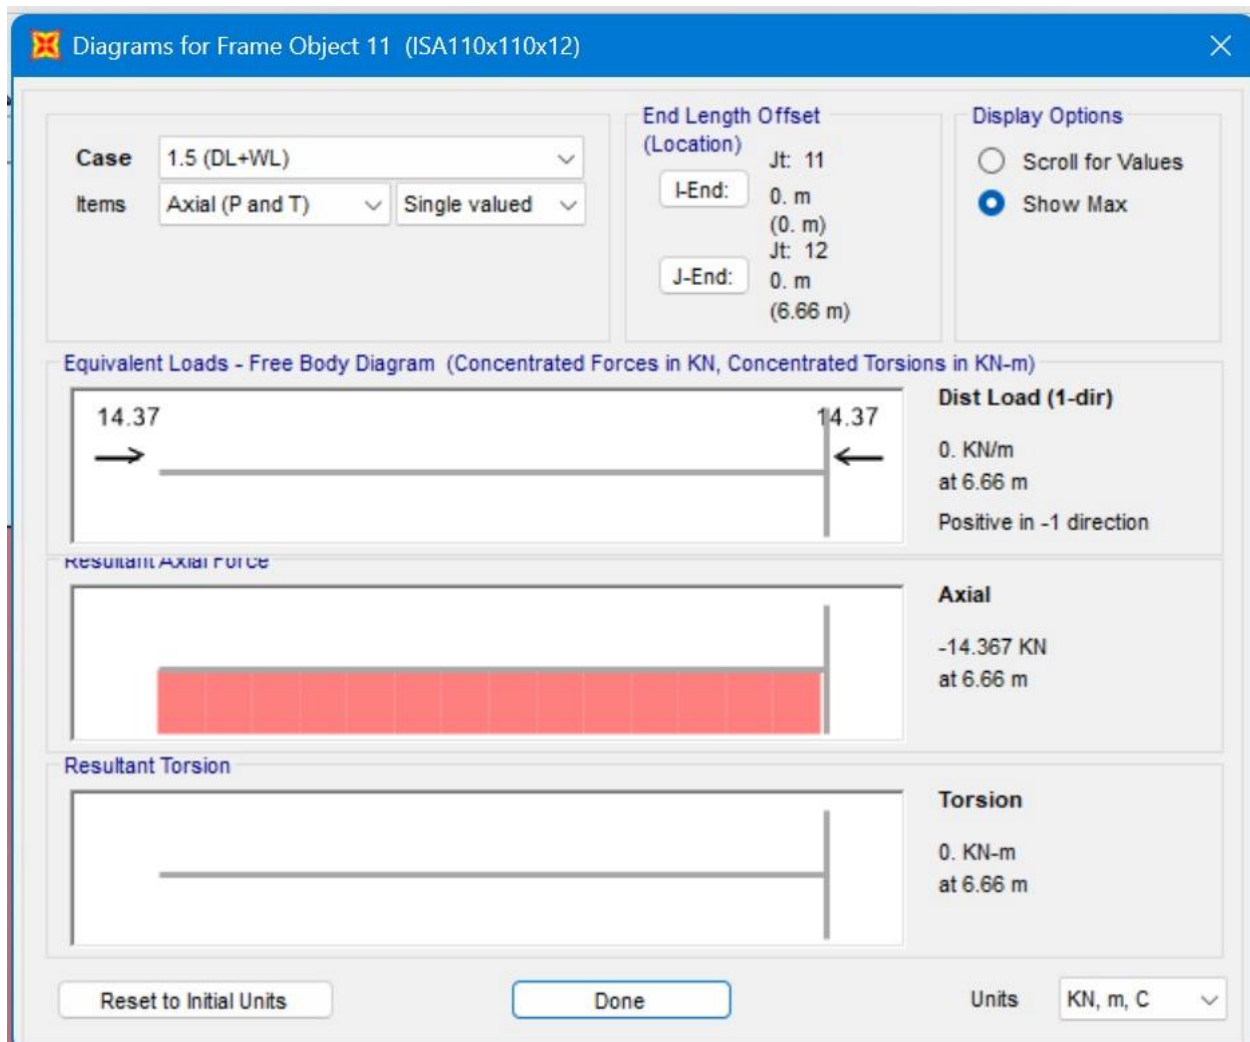 Diagrams for Frame Object 11 (ISA110x110x12)
Case 1.5 (DL+WL)
Items Axial (P and T) Single valued
End Length Offset
(Location)
Jt: 11
I-End: 0. m
(0. m)
Jt: 12
J-End: 0. m
(6.66 m)
Display Options
Scroll for Values
Show Max
Equivalent Loads - Free Body Diagram (Concentrated Forces in KN, Concentrated Torsions in KN-m)
14.37 14.37
Dist Load (1-dir)
0. KN/m
at 6.66 m
Positive in -1 direction
Resultant Axial Force
Axial
-14.367 KN
at 6.66 m
Resultant Torsion
Torsion
0. KN-m
at 6.66 m
Reset to Initial Units Done Units KN, m, C